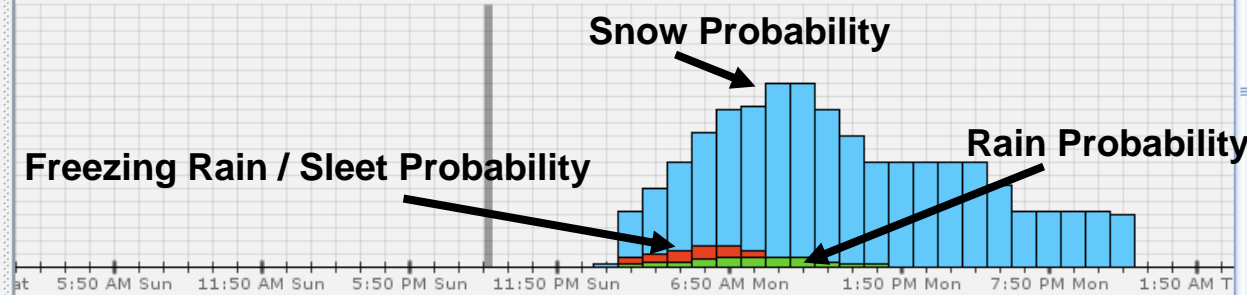 Snow Probability
Rain Probability
Freezing Rain / Sleet Probability
at 5:50 AM Sun 11:50 AM Sun 5:50 PM Sun 11:50 PM Sun 6:50 AM Mon 1:50 PM Mon 7:50 PM Mon 1:50 AM T